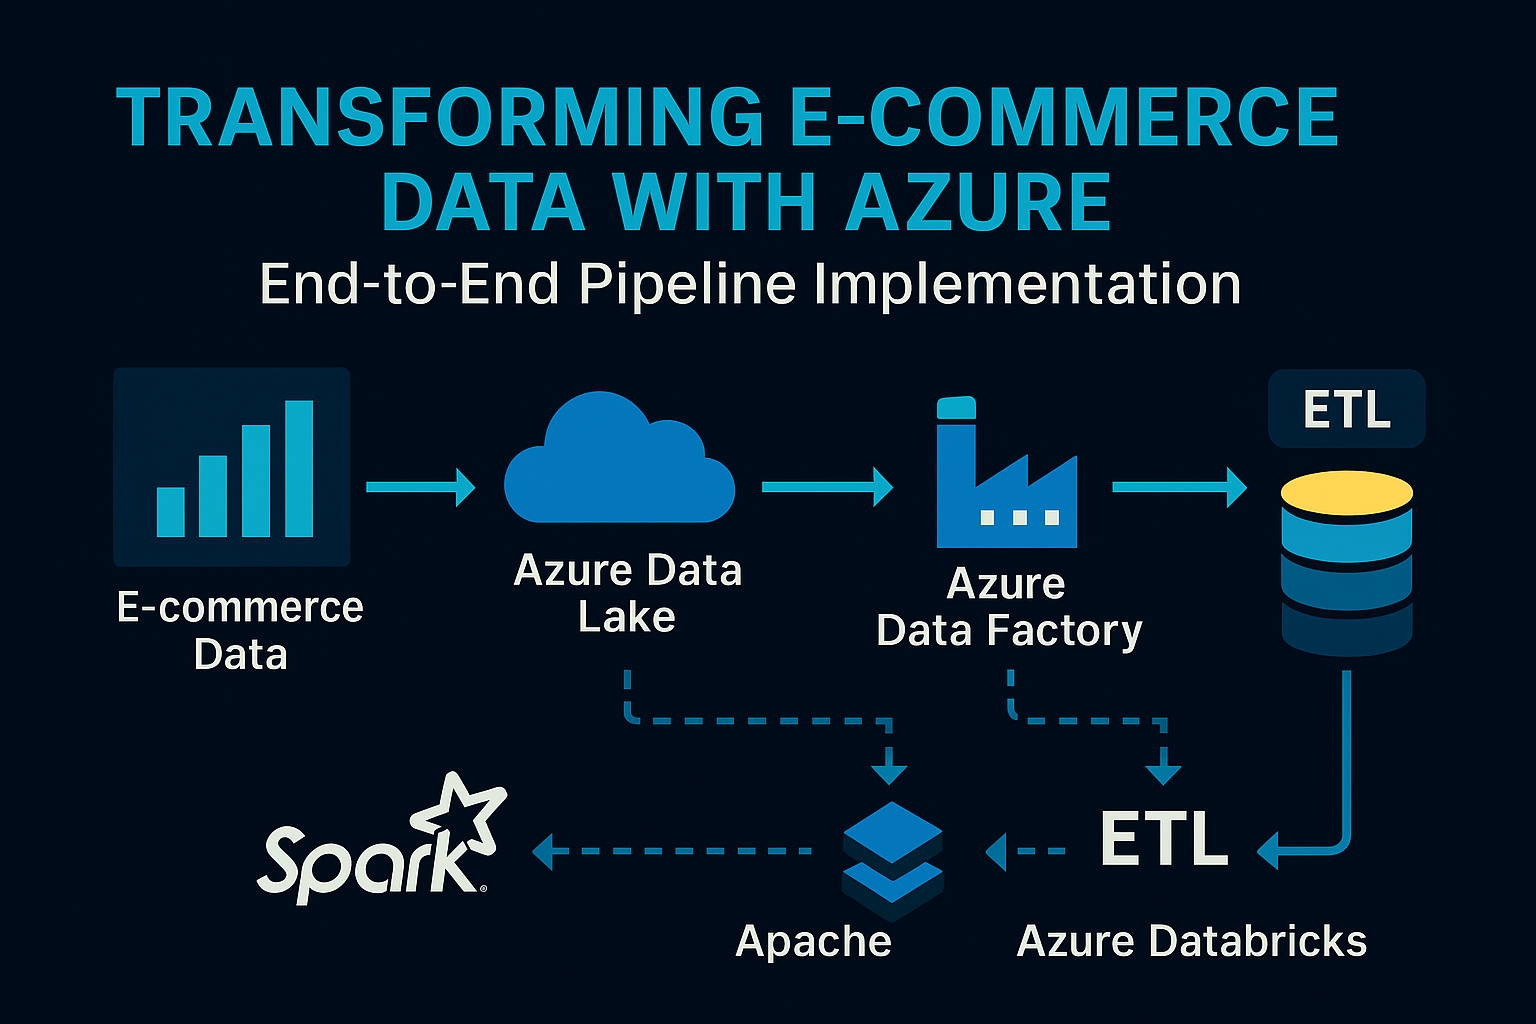 TRANSFORMING E-COMMERCE
DATA WITH AZURE
End-to-End Pipeline Implementation
ETL
E-commerce
Data
Azure Data
Lake
Azure
Data Factory
Spark®
ETL
Apache
Azure Databricks